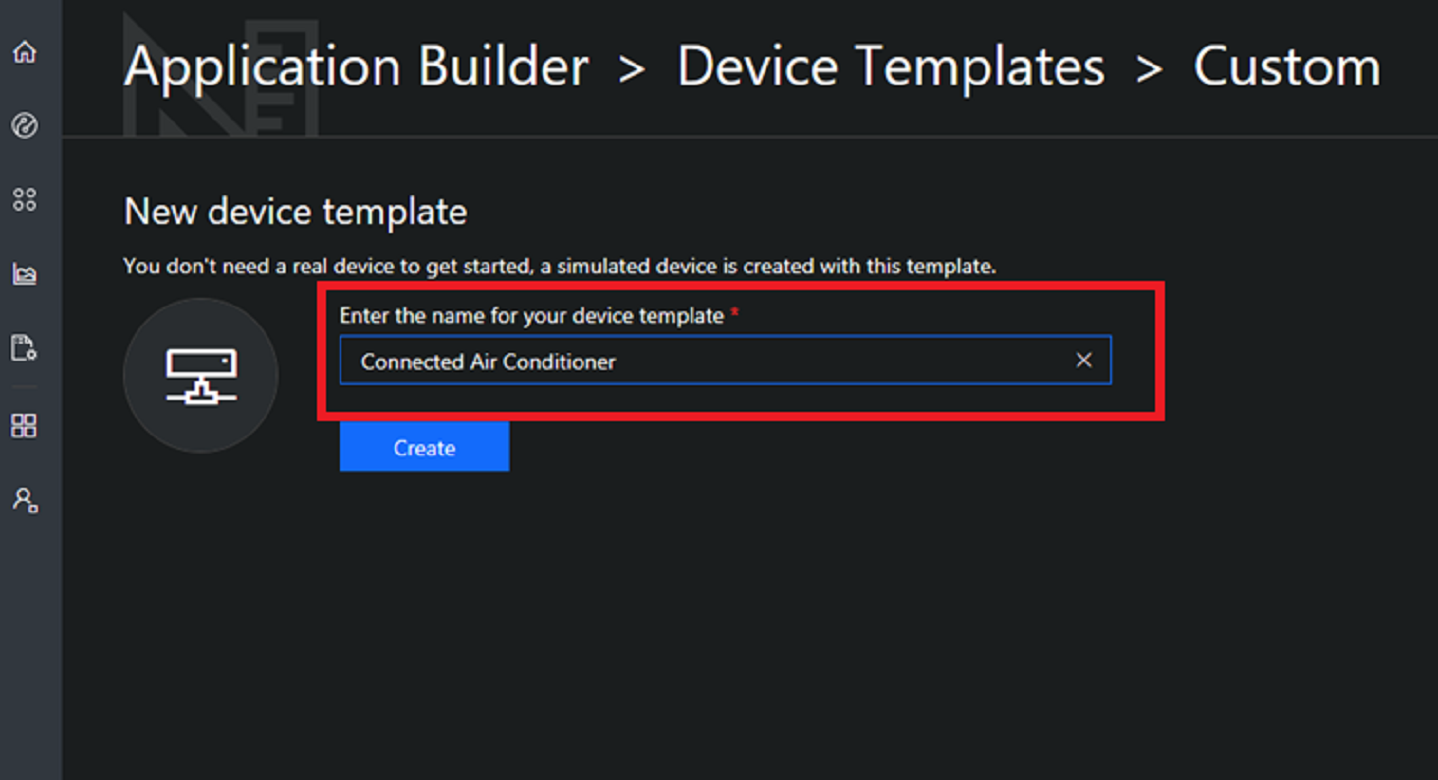 Application Builder > Device Templates > Custom
New device template
You don't need a real device to get started, a simulated device is created with this template.
Enter the name for your device template *
Connected Air Conditioner
Create